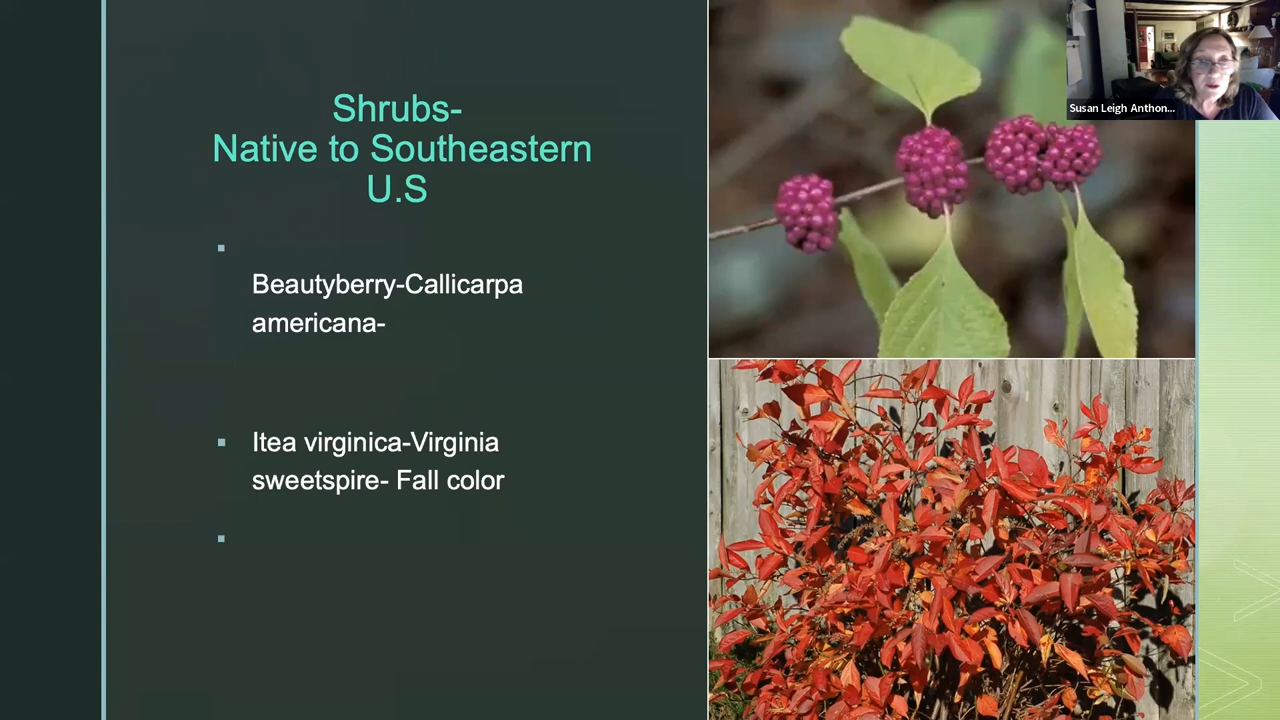 Shrubs-
Native to Southeastern
U.S
Beautyberry-Callicarpa
americana-
Itea virginica-Virginia
sweetspire- Fall color
Susan Leigh Anthon...